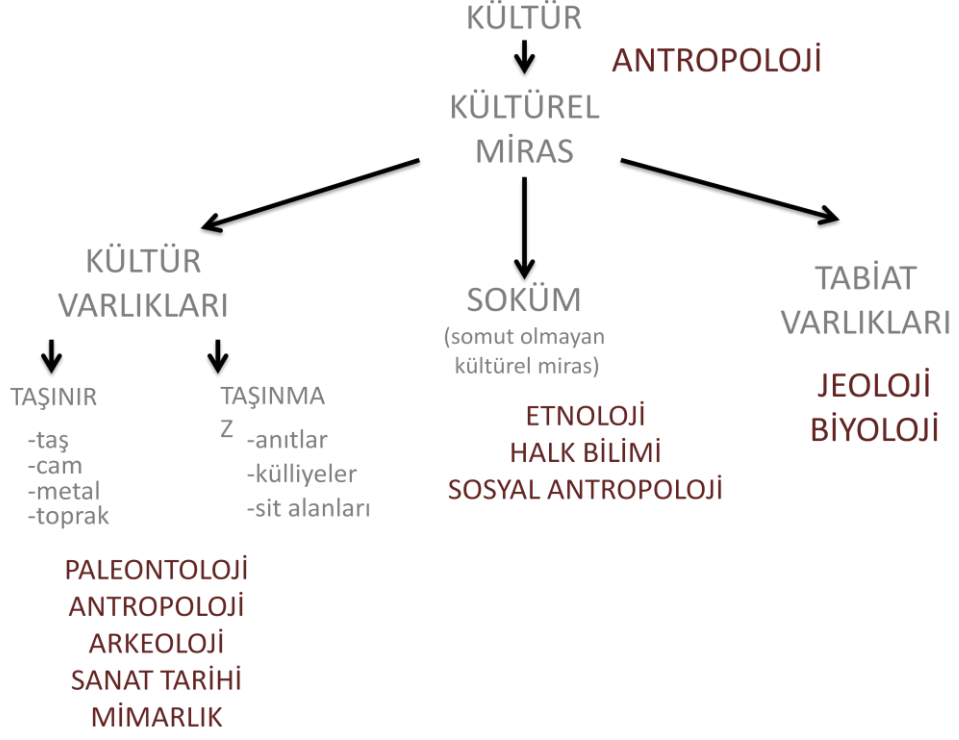 KÜLTÜR
ANTROPOLOJİ
KÜLTÜREL
MİRAS
KÜLTÜR
VARLIKLARI
TAŞINIR
-taş
-cam
-metal
-toprak
TAŞINMA
Z
-anıtlar
-külliyeler
-sit alanları
PALEONTOLOJİ
ANTROPOLOJİ
ARKEOLOJİ
SANAT TARİHİ
MİMARLIK
SOKÜM
(somut olmayan
kültürel miras)
ETNOLOJİ
HALK BİLİMİ
SOSYAL ANTROPOLOJİ
TABİAT
VARLIKLARI
JEOLOJİ
BİYOLOJİ